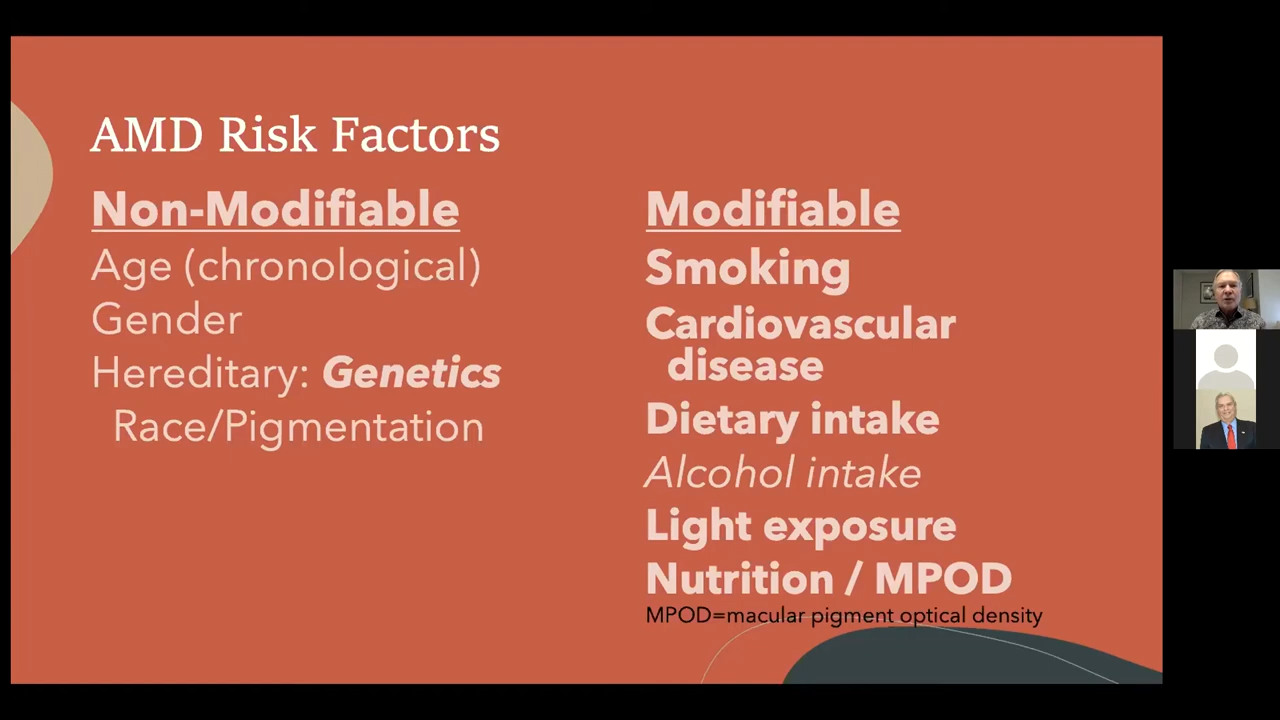 AMD Risk Factors
Non-Modifiable
Age (chronological)
Gender
Hereditary: Genetics
Race/Pigmentation
Modifiable
Smoking
Cardiovascular
disease
Dietary intake
Alcohol intake
Light exposure
Nutrition / MPOD
MPOD=macular pigment optical density